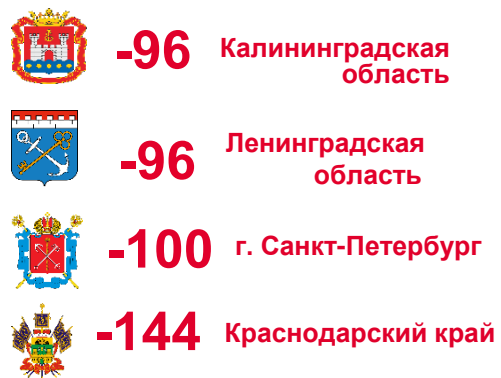 -96 Калининградская
область
-96 Ленинградская
область
-100 г. Санкт-Петербург
-144 Краснодарский край